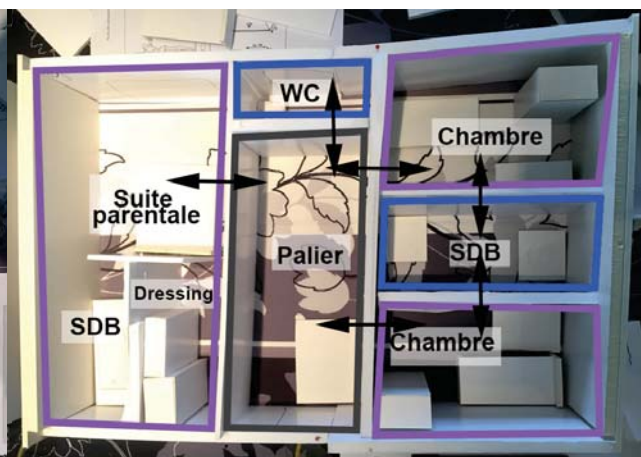 WC
Chambre
Suite
parentale
Palier
SDB
Dressing
SDB
Chambre